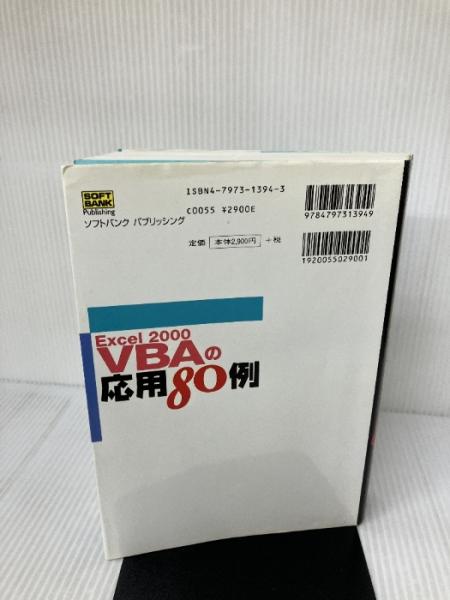 SOFT
BANK
Publishing
ソフトバンク パブリッシング
ISBN4-7973-1394-3
C0055 ¥2900E
定価 本体2,900円 +税
9784797313949
1920055029001
Excel 2000
VBAの
応用80例